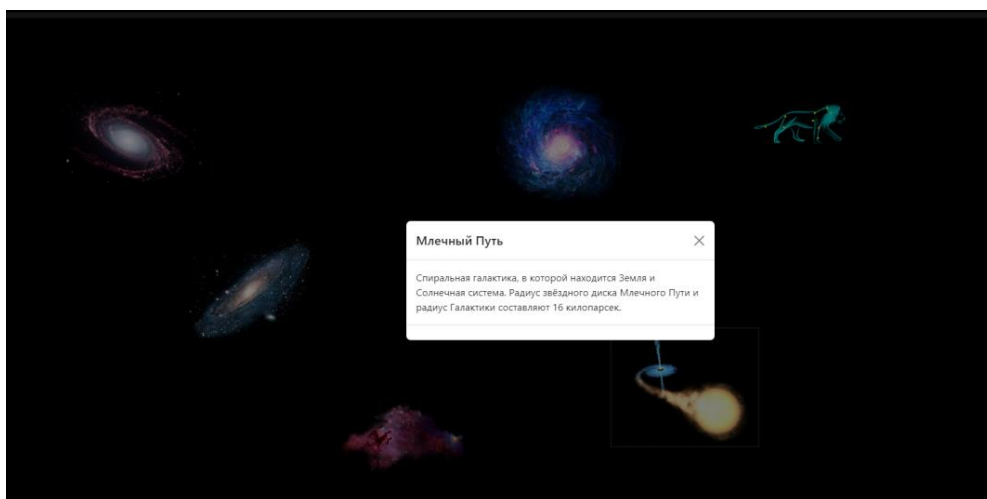 Млечный Путь
Спиральная галактика, в которой находится Земля и
Солнечная система. Радиус звёздного диска Млечного Пути и
радиус Галактики составляют 16 килопарсек.